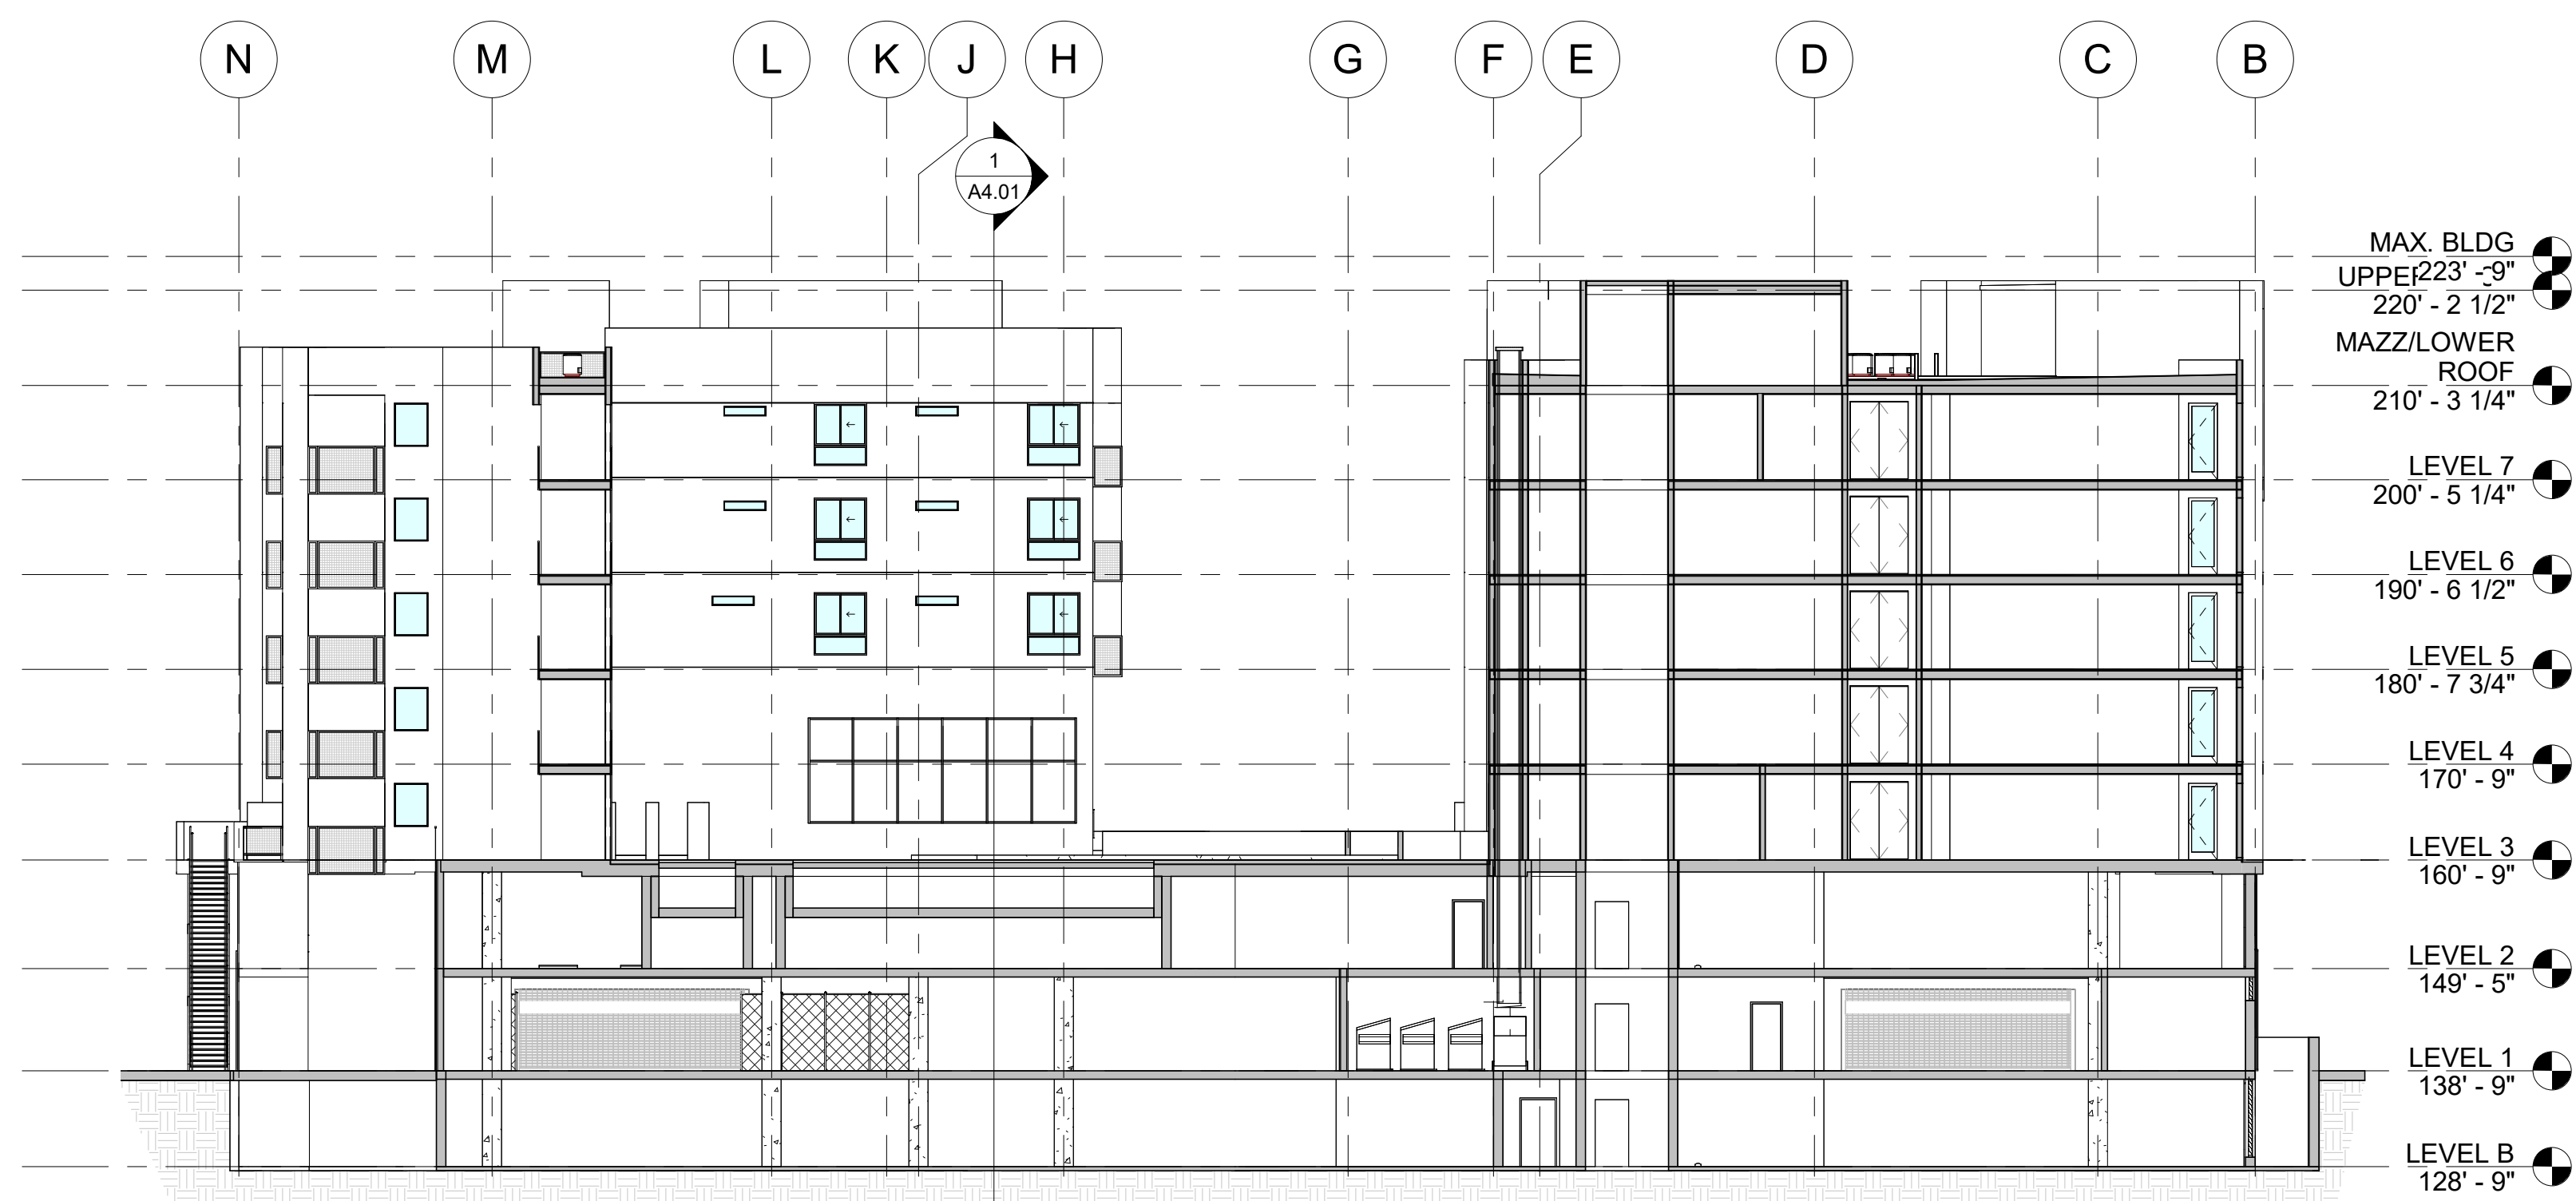 N M L K J H G F E D C B
1
A4.01
MAX. BLDG
223' - 9"
220' - 2 1/2"
MAZZ/LOWER
ROOF
210' - 3 1/4"
LEVEL 7
200' - 5 1/4"
LEVEL 6
190' - 6 1/2"
LEVEL 5
180' - 7 3/4"
LEVEL 4
170' - 9"
LEVEL 3
160' - 9"
LEVEL 2
149' - 5"
LEVEL 1
138' - 9"
LEVEL B
128' - 9"